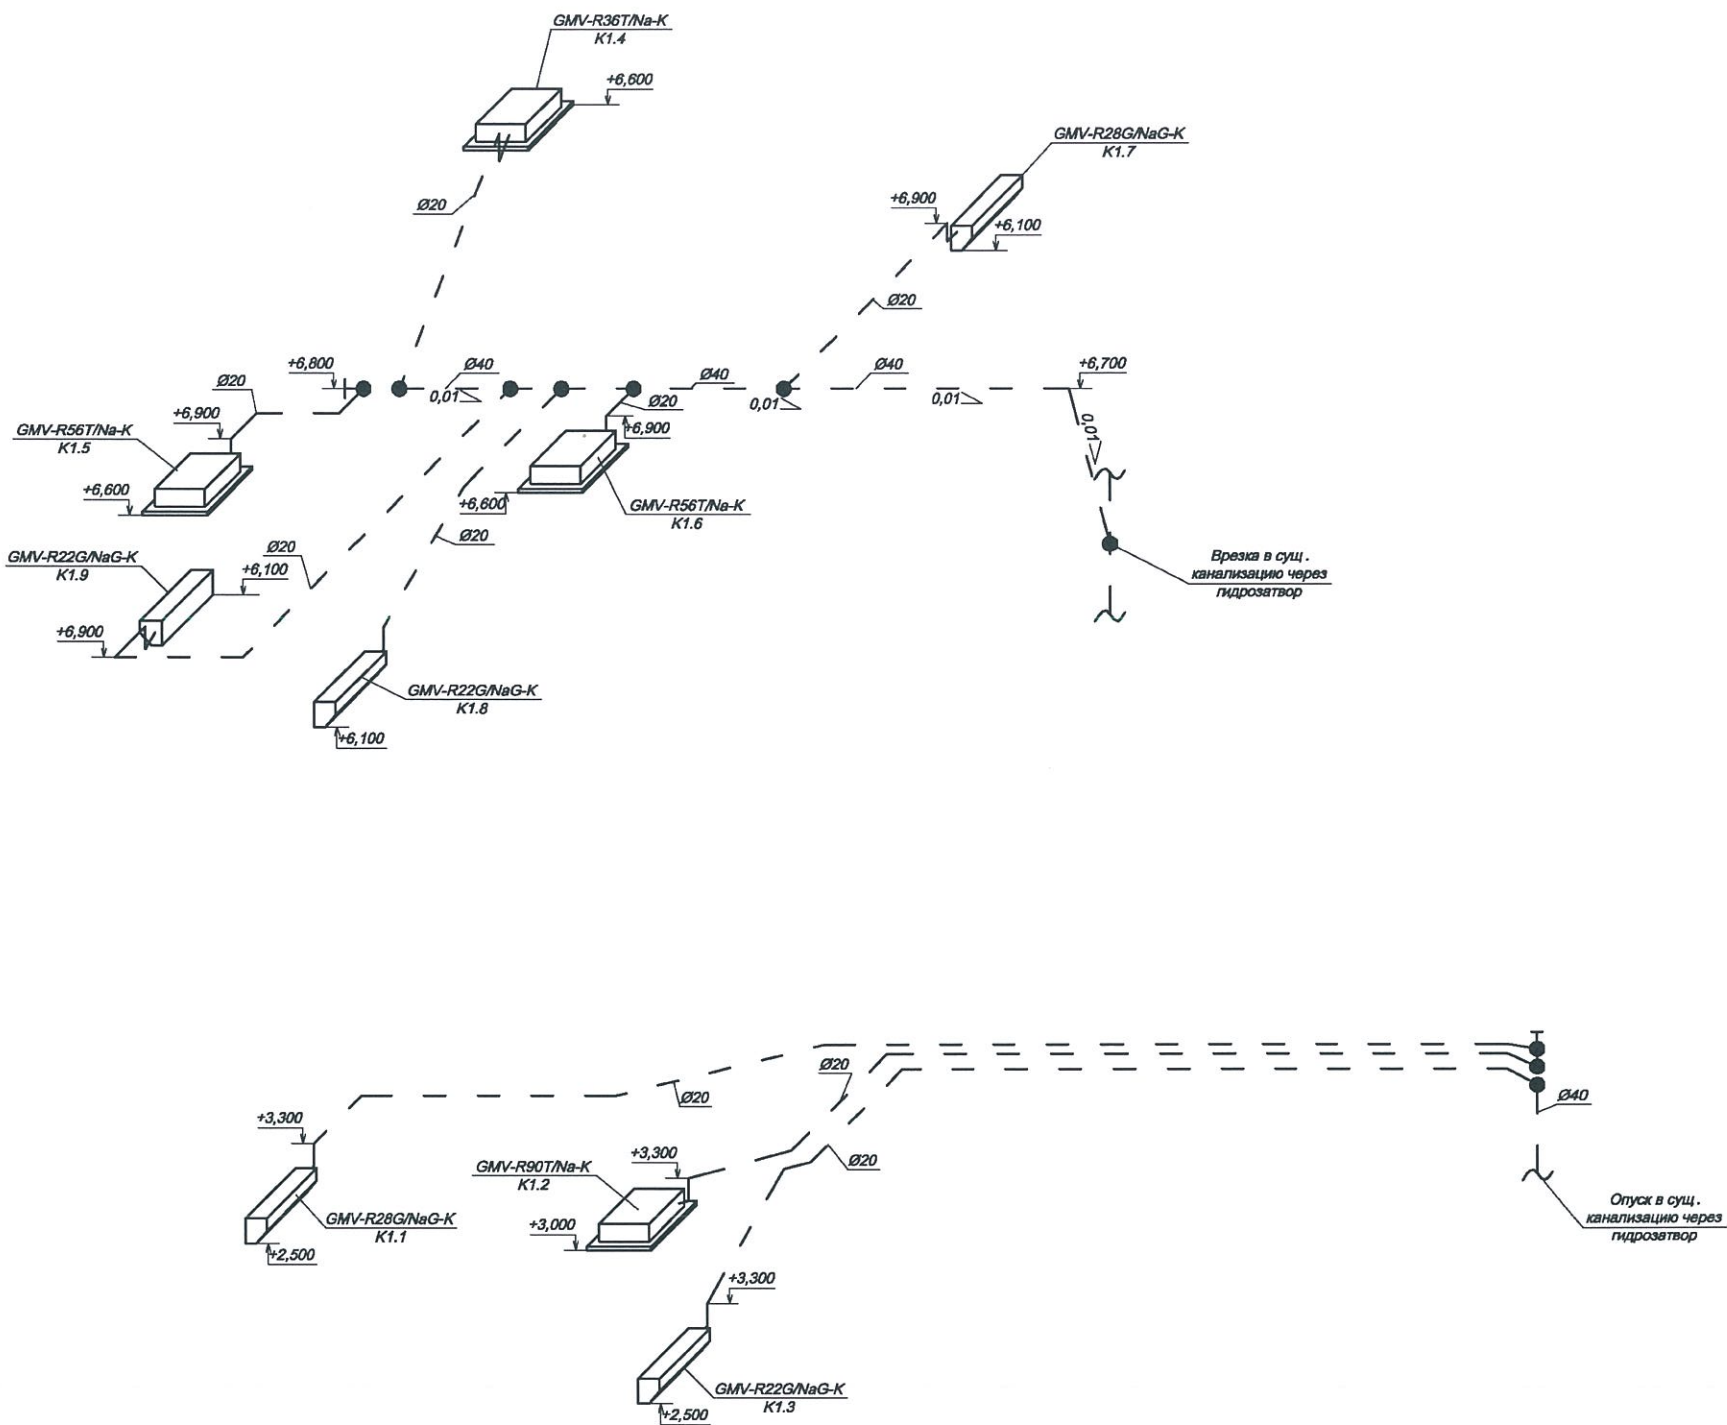 GMV-R36T/Na-K
K1.4
+6,600
GMV-R28G/NaG-K
K1.7
Ø20
+6,900
+6,100
Ø20
+6,800
Ø40
Ø40
Ø40
+6,700
Ø20
0,01
Ø20
0,01
0,01
+6,900
+6,900
0,01
GMV-R56T/Na-K
K1.5
+6,600
+6,600
GMV-R56T/Na-K
K1.6
Ø20
Ø20
GMV-R22G/NaG-K
K1.9
+6,100
Врезка в сущ.
канализацию через
гидрозатвор
+6,900
GMV-R22G/NaG-K
K1.8
+6,100
Ø20
Ø20
Ø40
+3,300
+3,300
Ø20
GMV-R90T/Na-K
K1.2
GMV-R28G/NaG-K
K1.1
+3,000
+2,500
Опуск в сущ.
канализацию через
гидрозатвор
+3,300
GMV-R22G/NaG-K
K1.3
+2,500